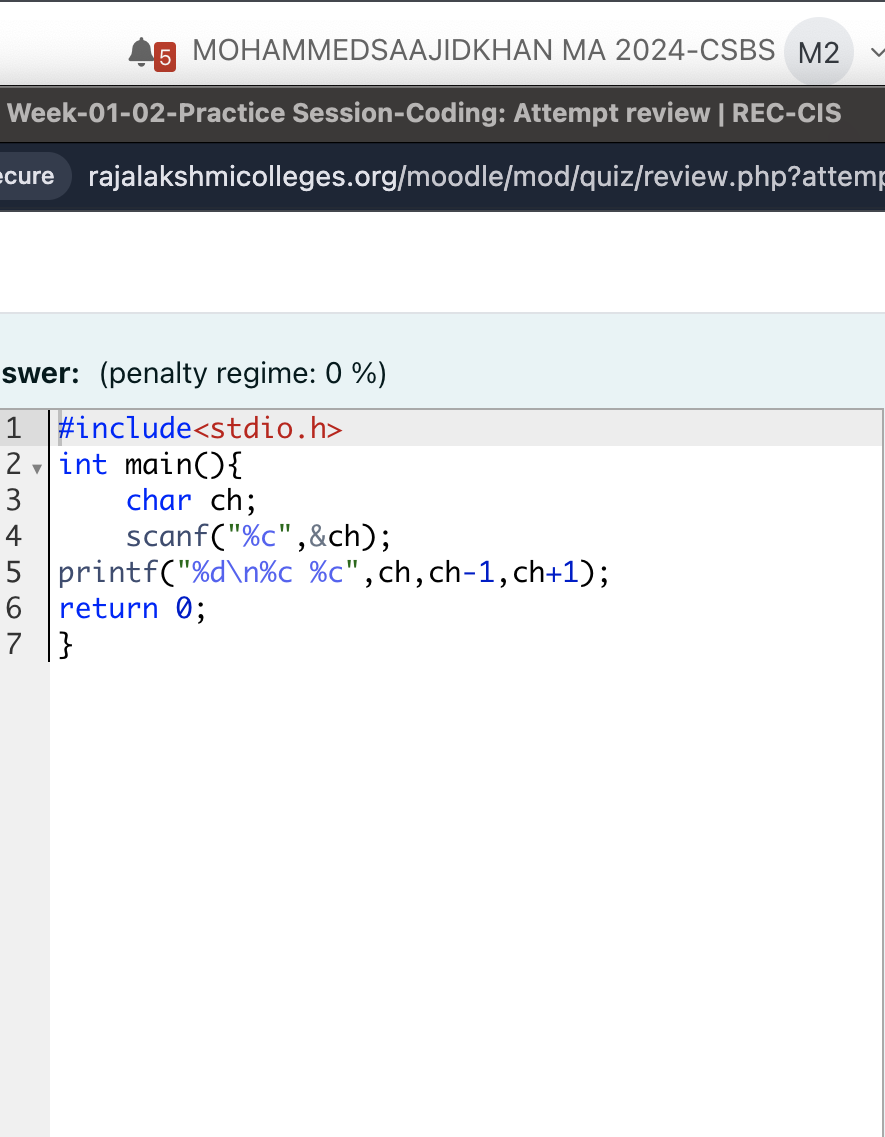 5 MOHAMMEDSAAJIDKHAN MA 2024-CSBS M2
Week-01-02-Practice Session-Coding: Attempt review | REC-CIS
ecure rajalakshmicolleges.org/moodle/mod/quiz/review.php?attemp
swer: (penalty regime: 0 %)
1 #include<stdio.h>
2 int main(){
3     char ch;
4     scanf("%c",&ch);
5 printf("%d\n%c %c",ch,ch-1,ch+1);
6 return 0;
7 }